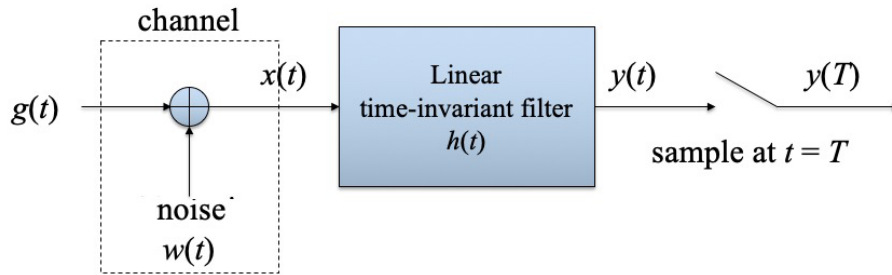 channel
g(t)
x(t)
Linear
time-invariant filter
h(t)
y(t)
y(T)
sample at t = T
noise
w(t)